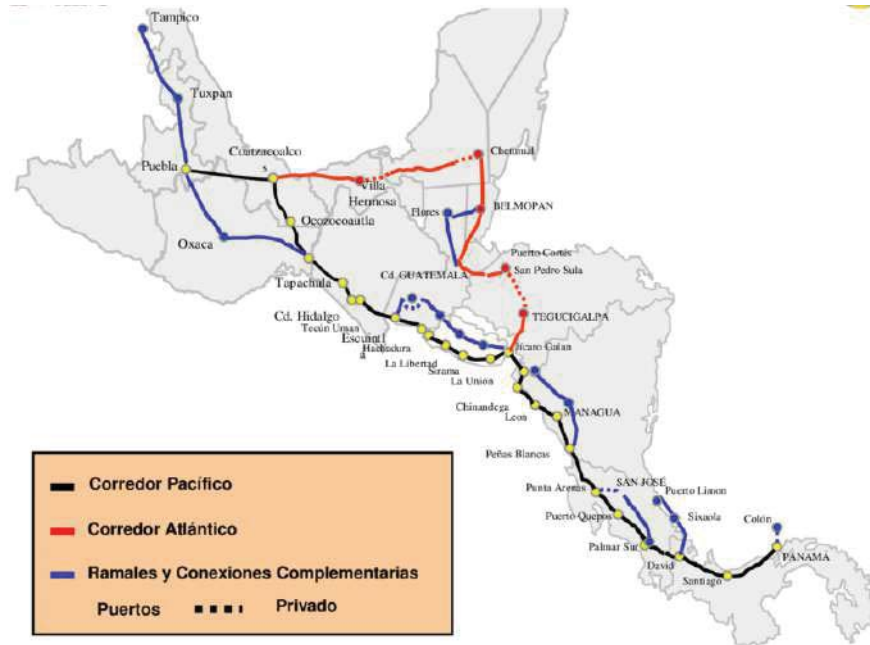 Tampico
Tuxpan
Coatzacoalco
s
Puebla
Chetumal
Villa
Hermosa
Flures
BELMOPAN
Ocozocoautla
Oxaca
Puerto Cortés
Cd. GUATEMALA
San Pedro Sula
Tapachula
Cd. Hidalgo
TEGUCIGALPA
Tecún Uman
Escuintl
a
Hachadura
Jícaro Galan
La Libertad
Sirama
La Unión
Chinandega
MANAGUA
Leon
Peñas Blancas
SAN JOSÉ
Punta Arenas
Puerto Limon
Puerto Quepos
Sixaola
Colón
Palmar Sur
David
PANAMA
Santiago
Corredor Pacífico
Corredor Atlántico
Ramales y Conexiones Complementarias
Puertos Privado